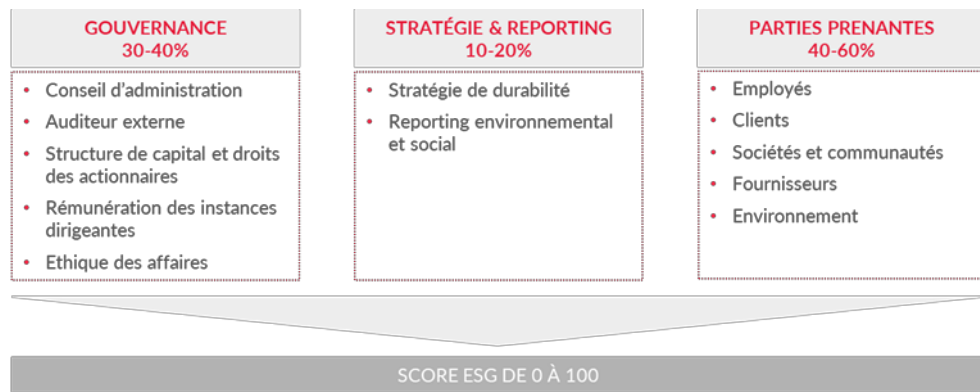 GOUVERNANCE
30-40%
• Conseil d'administration
• Auditeur externe
• Structure de capital et droits
des actionnaires
• Rémunération des instances
dirigeantes
• Ethique des affaires
STRATÉGIE & REPORTING
10-20%
• Stratégie de durabilité
• Reporting environnemental
et social
PARTIES PRENANTES
40-60%
• Employés
• Clients
• Sociétés et communautés
• Fournisseurs
• Environnement
SCORE ESG DE 0 À 100